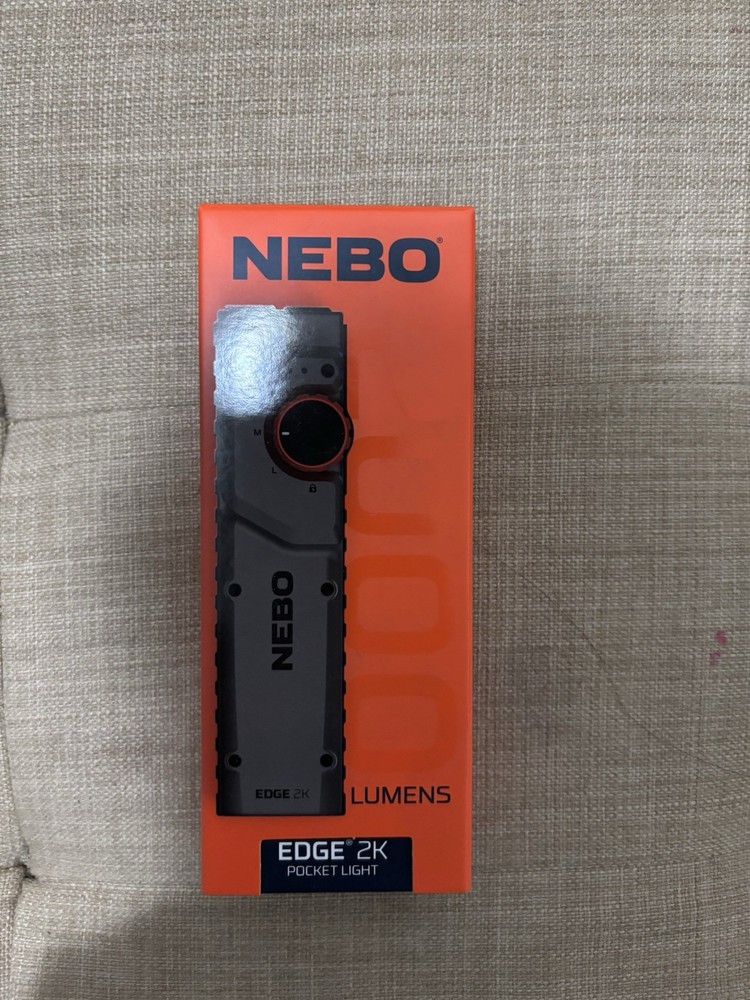 NEBO®
M
L
NEBO
EDGE 2K
LUMENS
EDGE® 2K
POCKET LIGHT